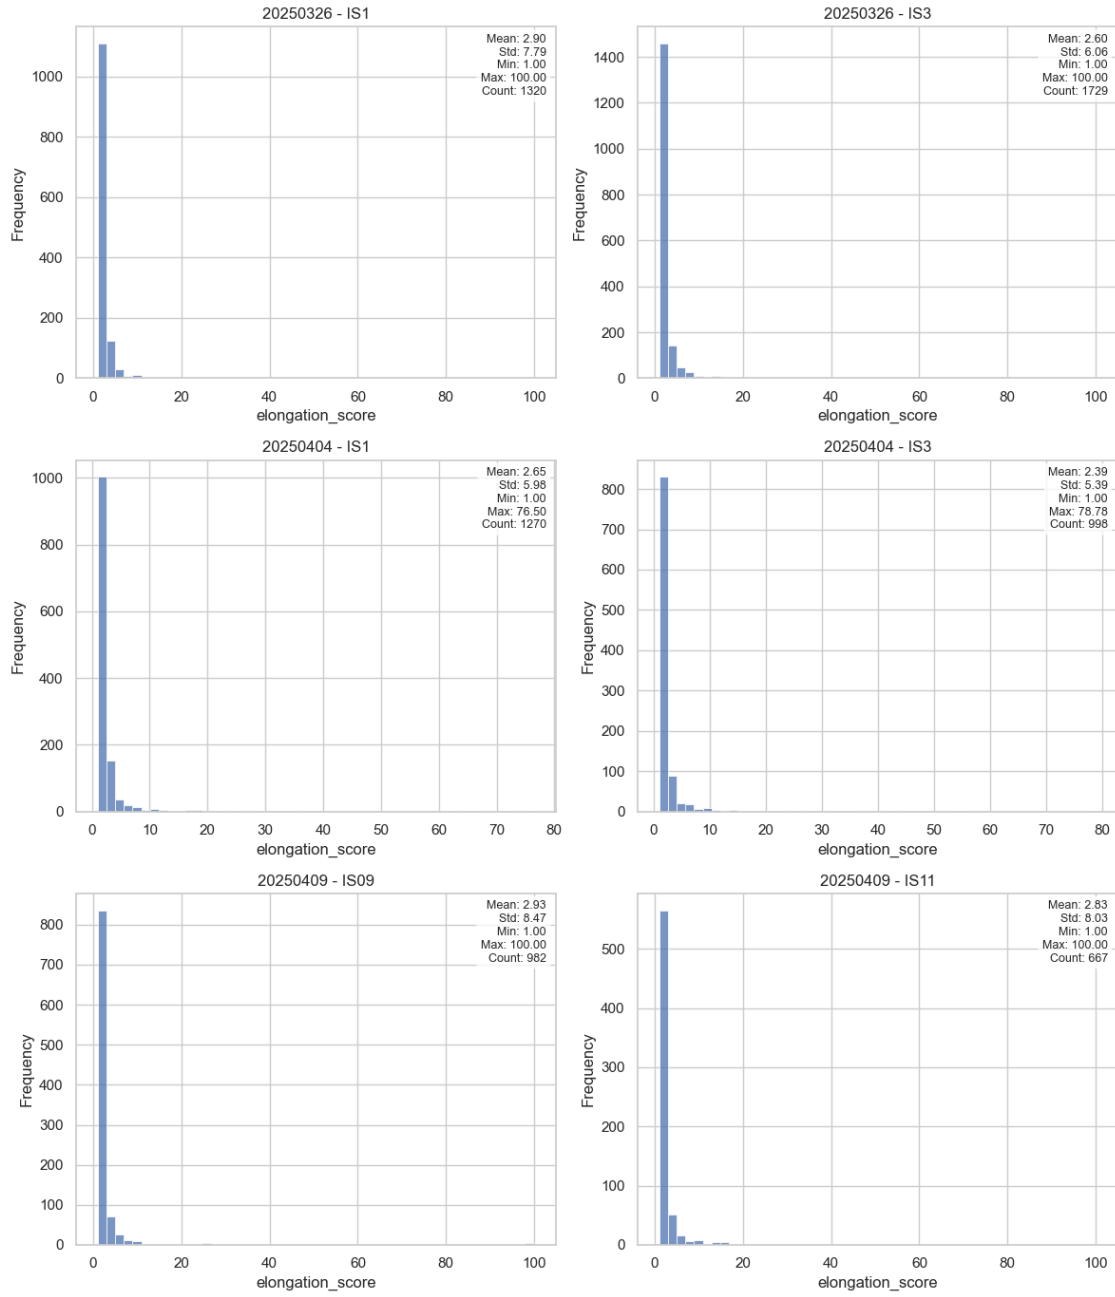 20250326 - IS1
Mean: 2.90
Std: 7.79
Min: 1.00
Max: 100.00
Count: 1320
1000
800
600
400
200
0
Frequency
0 20 40 60 80 100
elongation_score
20250326 - IS3
Mean: 2.60
Std: 6.06
Min: 1.00
Max: 100.00
Count: 1729
1400
1200
1000
800
600
400
200
0
Frequency
0 20 40 60 80 100
elongation_score
20250404 - IS1
Mean: 2.65
Std: 5.98
Min: 1.00
Max: 76.50
Count: 1270
1000
800
600
400
200
0
Frequency
0 10 20 30 40 50 60 70 80
elongation_score
20250404 - IS3
Mean: 2.39
Std: 5.39
Min: 1.00
Max: 78.78
Count: 998
800
700
600
500
400
300
200
100
0
Frequency
0 10 20 30 40 50 60 70 80
elongation_score
20250409 - IS09
Mean: 2.93
Std: 8.47
Min: 1.00
Max: 100.00
Count: 982
800
700
600
500
400
300
200
100
0
Frequency
0 20 40 60 80 100
elongation_score
20250409 - IS11
Mean: 2.83
Std: 8.03
Min: 1.00
Max: 100.00
Count: 667
500
400
300
200
100
0
Frequency
0 20 40 60 80 100
elongation_score